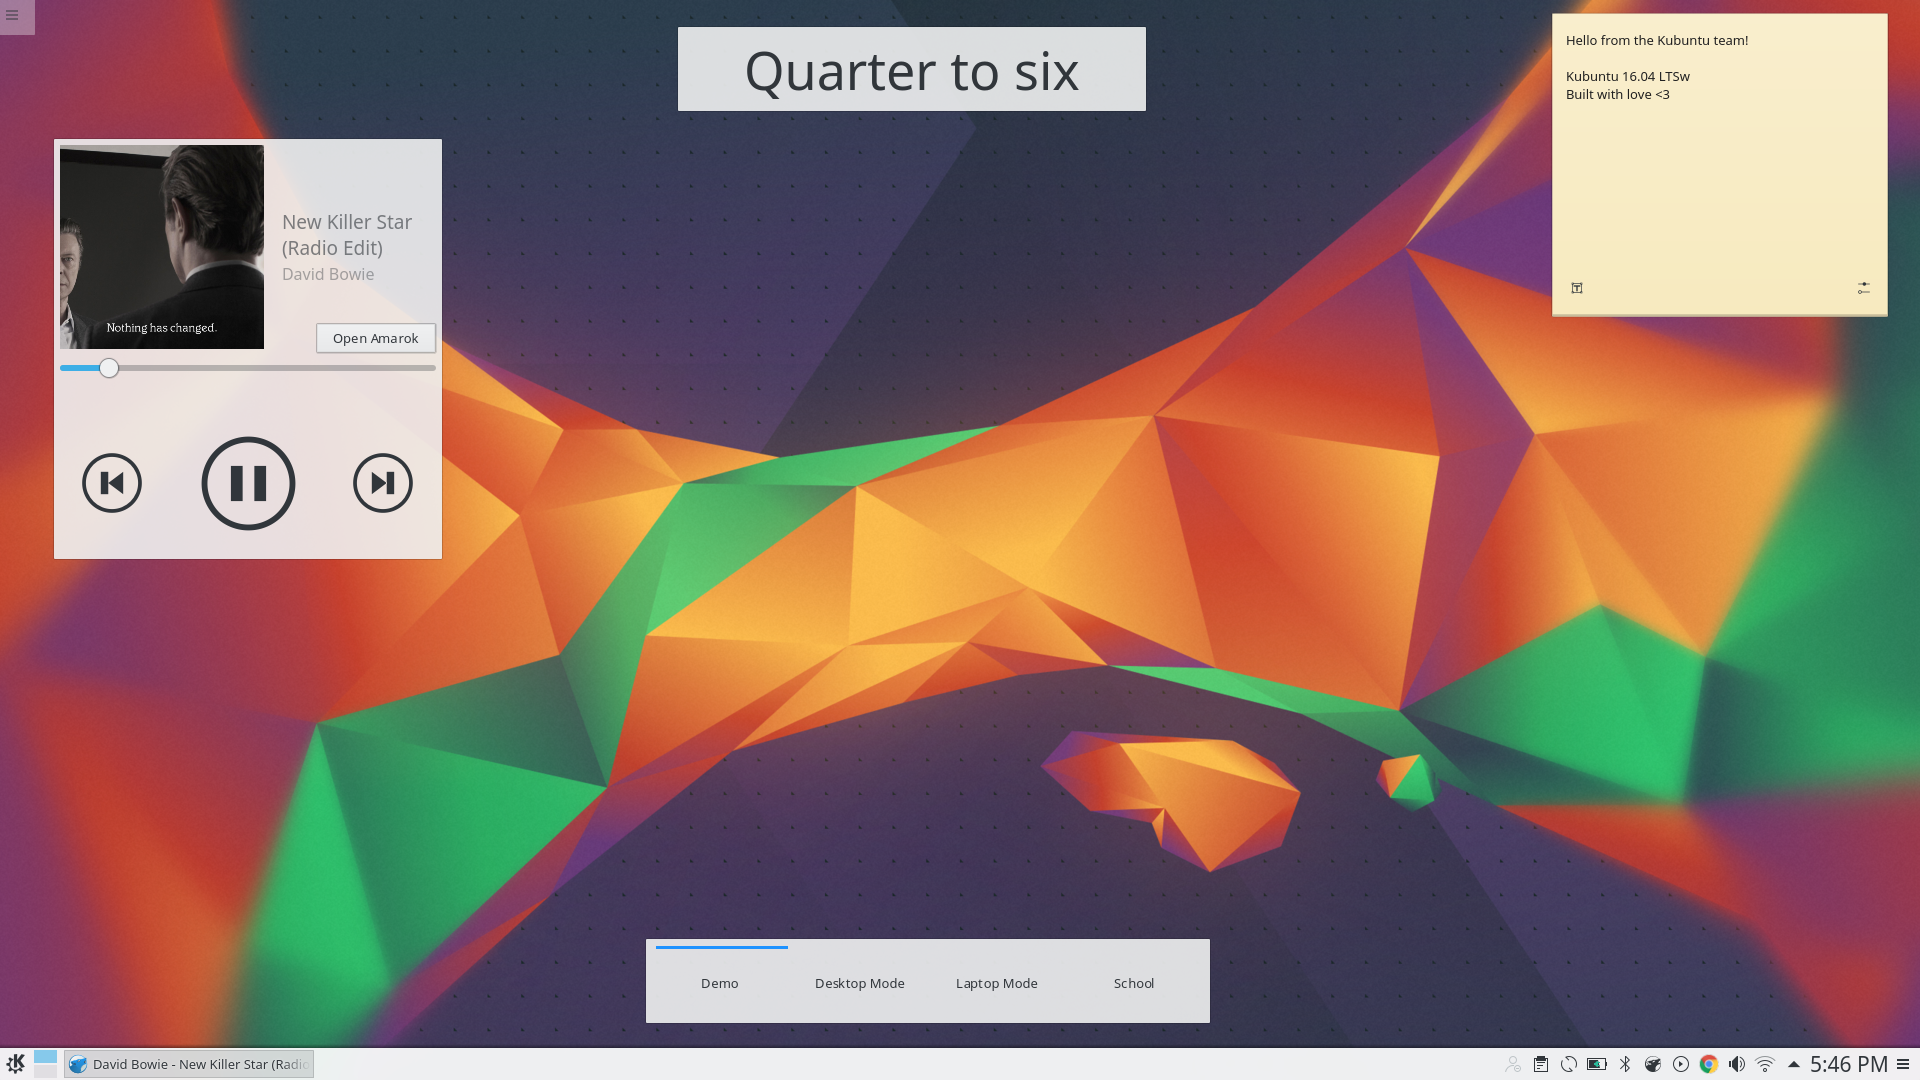 Quarter to six
Hello from the Kubuntu team!
Kubuntu 16.04 LTSw
Built with love <3
New Killer Star
(Radio Edit)
David Bowie
Nothing has changed.
Open Amarok
Demo
Desktop Mode
Laptop Mode
School
David Bowie - New Killer Star (Radio
5:46 PM